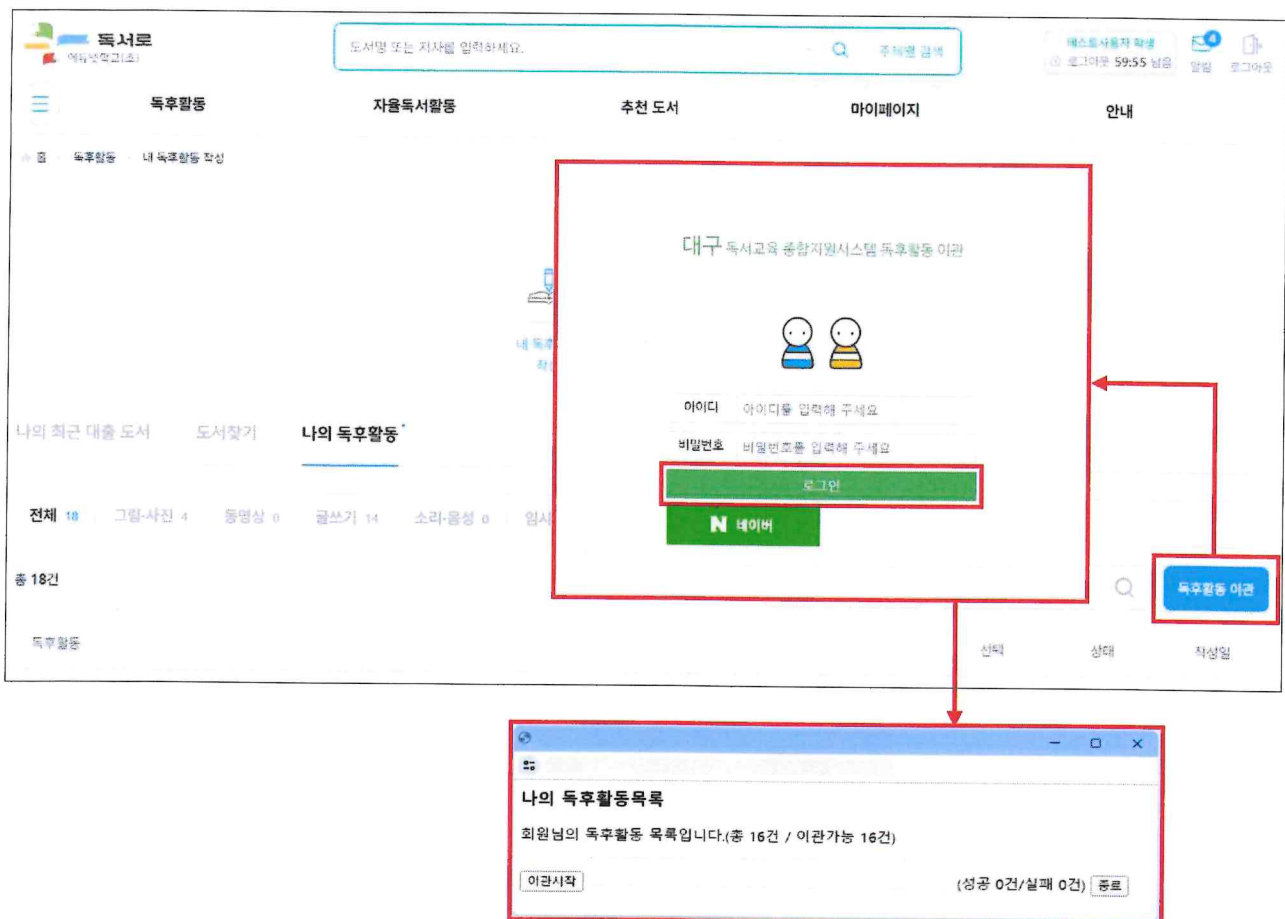 독서로
에듀넷학교(초)
도서명 또는 저자를 입력하세요.
주제별 검색
테스트사용자 학생
로그아웃 59:55 남음
4
알림
로그아웃
독후활동
자율독서활동
추천 도서
마이페이지
안내
홈 독후활동 내 독후활동 작성
대구 독서교육 종합지원시스템 독후활동 이관
내 독후
작성
아이디 아이디를 입력해 주세요
비밀번호 비밀번호를 입력해 주세요
로그인
N 네이버
나의 최근 대출 도서 도서찾기 나의 독후활동
전체 18 그림·사진 4 동영상 0 글쓰기 14 소리·음성 0 임시
총 18건
독후활동 이관
독후활동 선택 상태 작성일
나의 독후활동목록
회원님의 독후활동 목록입니다.(총 16건 / 이관가능 16건)
이관시작 (성공 0건/실패 0건) 종료